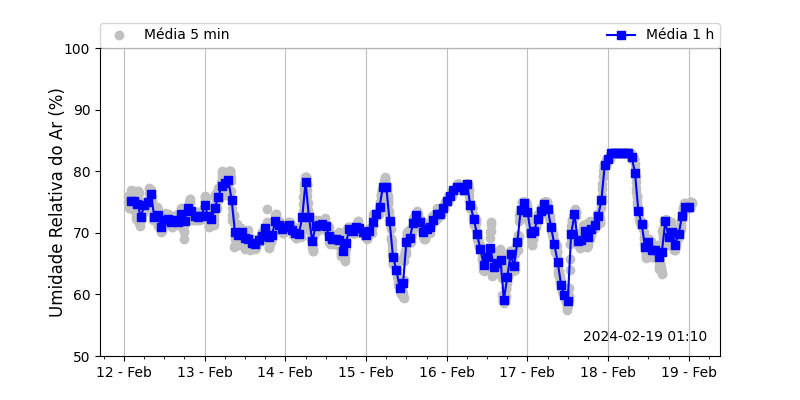 Média 5 min
Média 1 h
Umidade Relativa do Ar (%)
100
90
80
70
60
50
2024-02-19 01:10
12 - Feb
13 - Feb
14 - Feb
15 - Feb
16 - Feb
17 - Feb
18 - Feb
19 - Feb